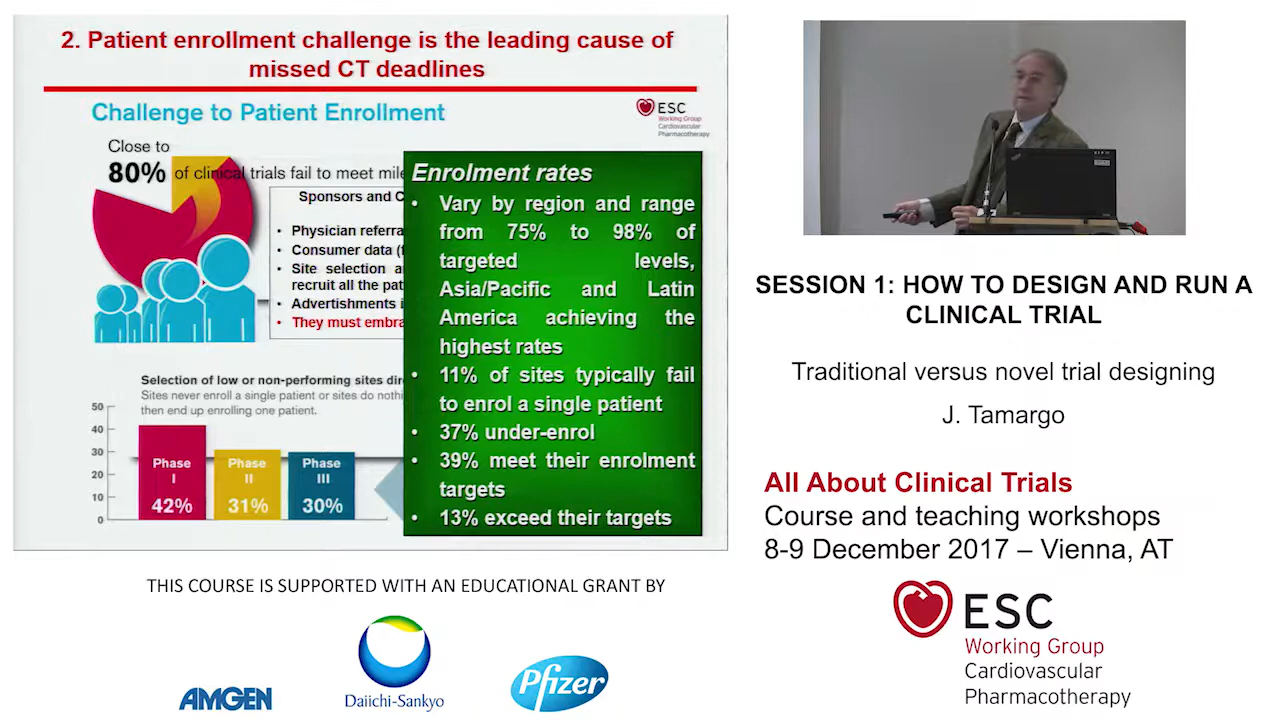 2. Patient enrollment challenge is the leading cause of
missed CT deadlines
Challenge to Patient Enrollment
ESC
Working Group
Cardiovascular
Pharmacotherapy
Close to
80% of clinical trials fail to meet
Sponsors and
Physician
• Consumer data
• Site selection
recruit all the
• Advertishments
• They must
Selection of low or non-performing sites
Sites never enroll a single patient or sites do
then end up enrolling one patient.
50
40
30
20
10
0
Phase
I
42%
Phase
II
31%
Phase
III
30%
Enrolment rates
• Vary by region and range
from 75% to 98% of
targeted levels,
Asia/Pacific and Latin
America achieving the
highest rates
• 11% of sites typically fail
to enrol a single patient
• 37% under-enrol
• 39% meet their enrolment
targets
• 13% exceed their targets
THIS COURSE IS SUPPORTED WITH AN EDUCATIONAL GRANT BY
AMGEN
Daiichi-Sankyo
Pfizer
SESSION 1: HOW TO DESIGN AND RUN A
CLINICAL TRIAL
Traditional versus novel trial designing
J. Tamargo
All About Clinical Trials
Course and teaching workshops
8-9 December 2017 – Vienna, AT
ESC
Working Group
Cardiovascular
Pharmacotherapy